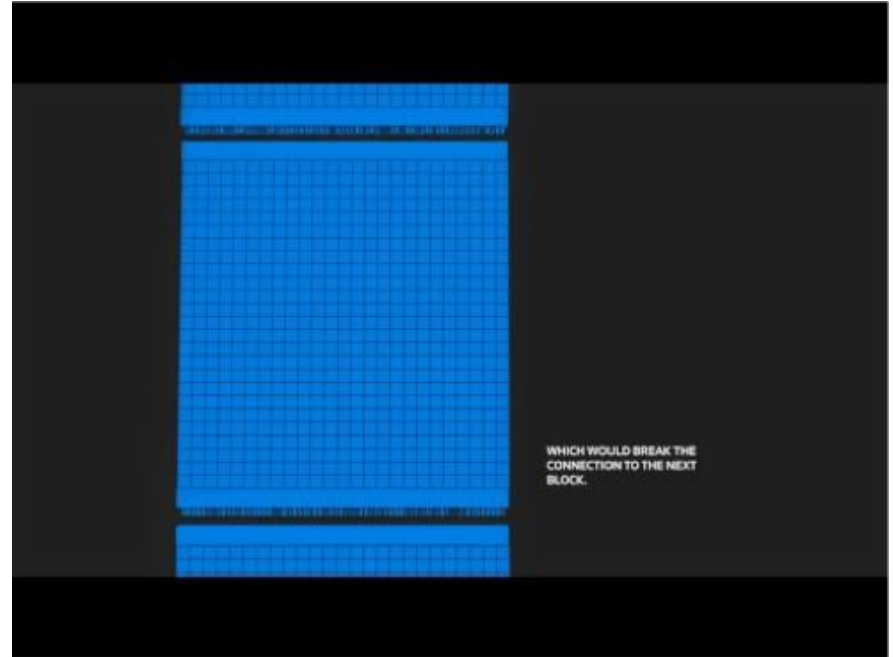 WHICH WOULD BREAK THE
CONNECTION TO THE NEXT
BLOCK.